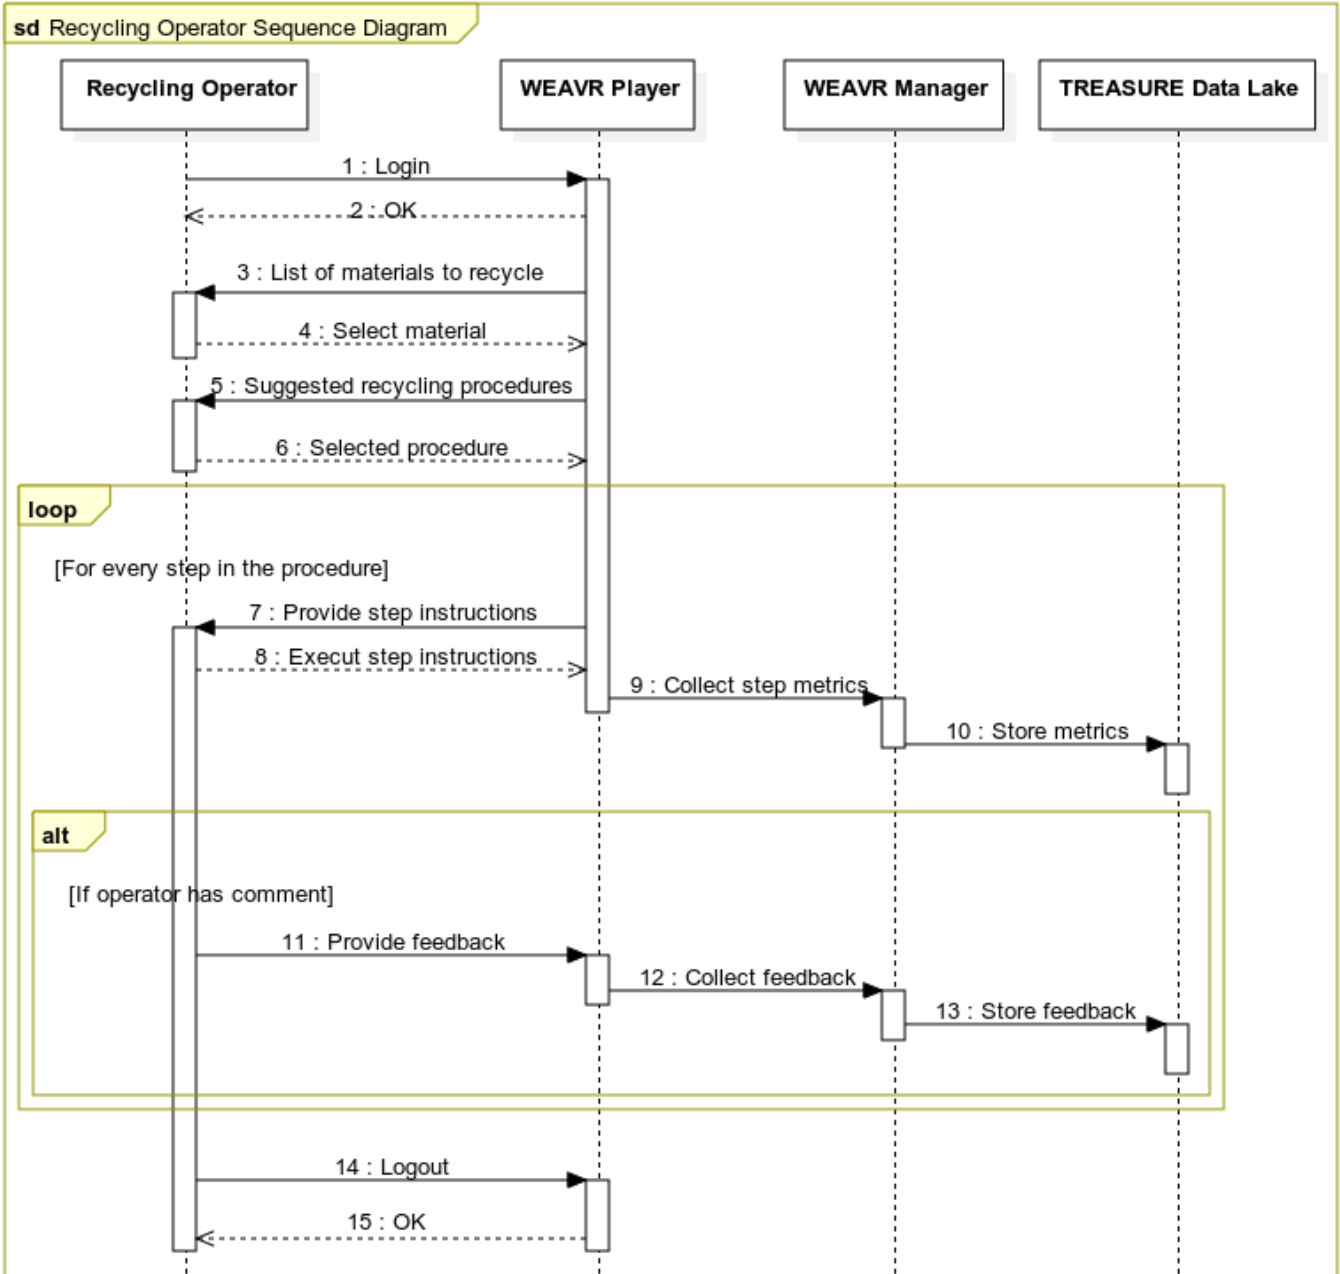 sd Recycling Operator Sequence Diagram
Recycling Operator
WEAVR Player
WEAVR Manager
TREASURE Data Lake
1 : Login
2 : OK
3 : List of materials to recycle
4 : Select material
5 : Suggested recycling procedures
6 : Selected procedure
loop
[For every step in the procedure]
7 : Provide step instructions
8 : Execut step instructions
9 : Collect step metrics
10 : Store metrics
alt
[If operator has comment]
11 : Provide feedback
12 : Collect feedback
13 : Store feedback
14 : Logout
15 : OK